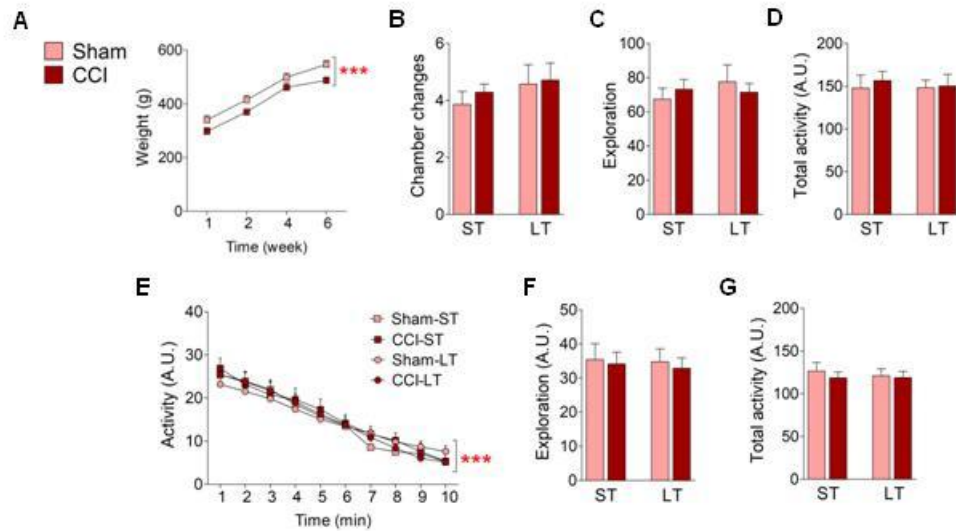 A
Sham
CCI
Weight (g)
600
400
200
0
***
1 2 4 6
Time (week)
B
Chamber changes
6
4
2
0
ST LT
C
Exploration
100
80
60
40
20
0
ST LT
D
Total activity (A.U.)
200
150
100
50
0
ST LT
E
Activity (A.U.)
40
30
20
10
0
Sham-ST
CCI-ST
Sham-LT
CCI-LT
***
1 2 3 4 5 6 7 8 9 10
Time (min)
F
Exploration (A.U.)
50
40
30
20
10
0
ST LT
G
Total activity (A.U.)
200
150
100
50
0
ST LT